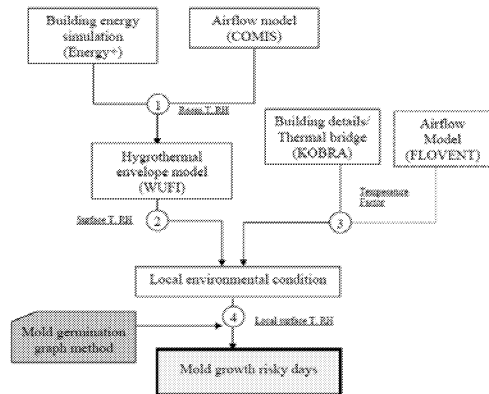 Building energy
simulation
(Energy+)
Airflow model
(COMIS)
1
Room T, RH
Building details/
Thermal bridge
(KOBRA)
Airflow
Model
(FLOVENT)
Hygrothermal
envelope model
(WUFI)
Surface T, RH
2
Temperature
Factor
3
Local environmental condition
4
Local surface T, RH
Mold germination
graph method
Mold growth risky days